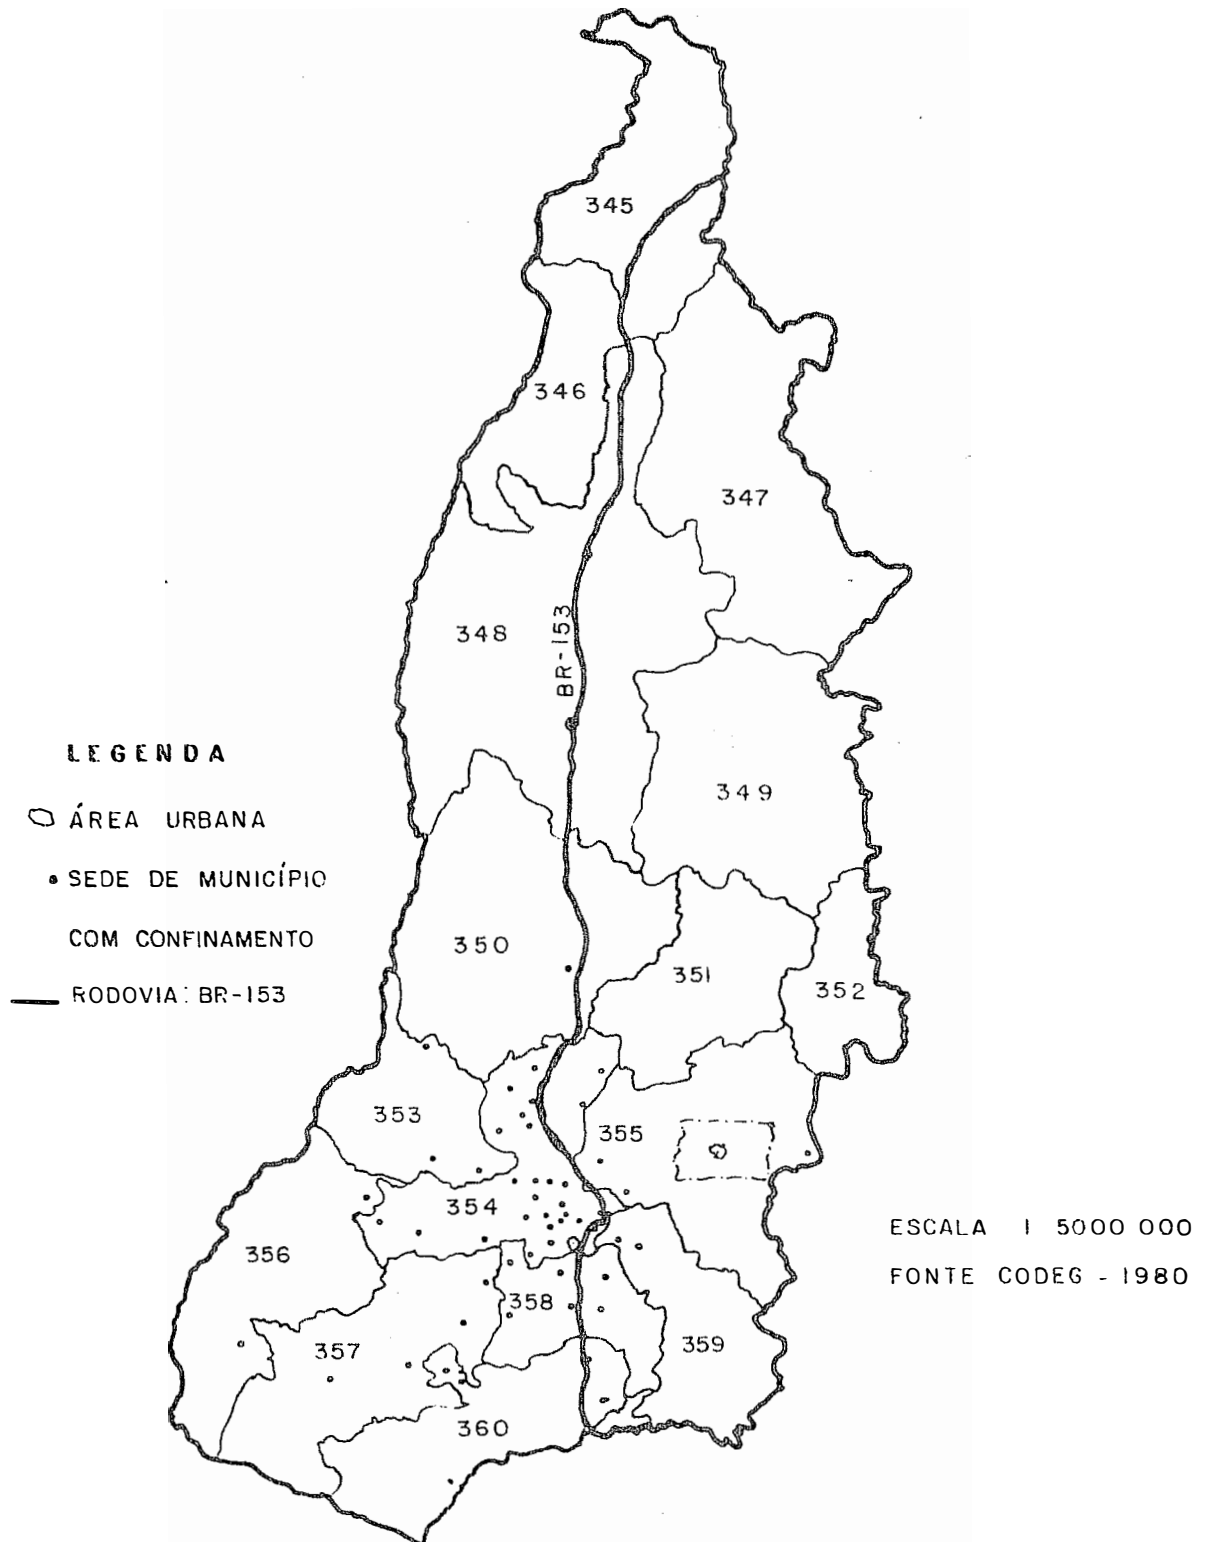 345
346
347
348
BR-153
349
350
351
352
353
354
355
356
357
358
359
360
LEGENDA
ÁREA URBANA
SEDE DE MUNICÍPIO
COM CONFINAMENTO
RODOVIA: BR-153
ESCALA 1 5000 000
FONTE CODEG - 1980